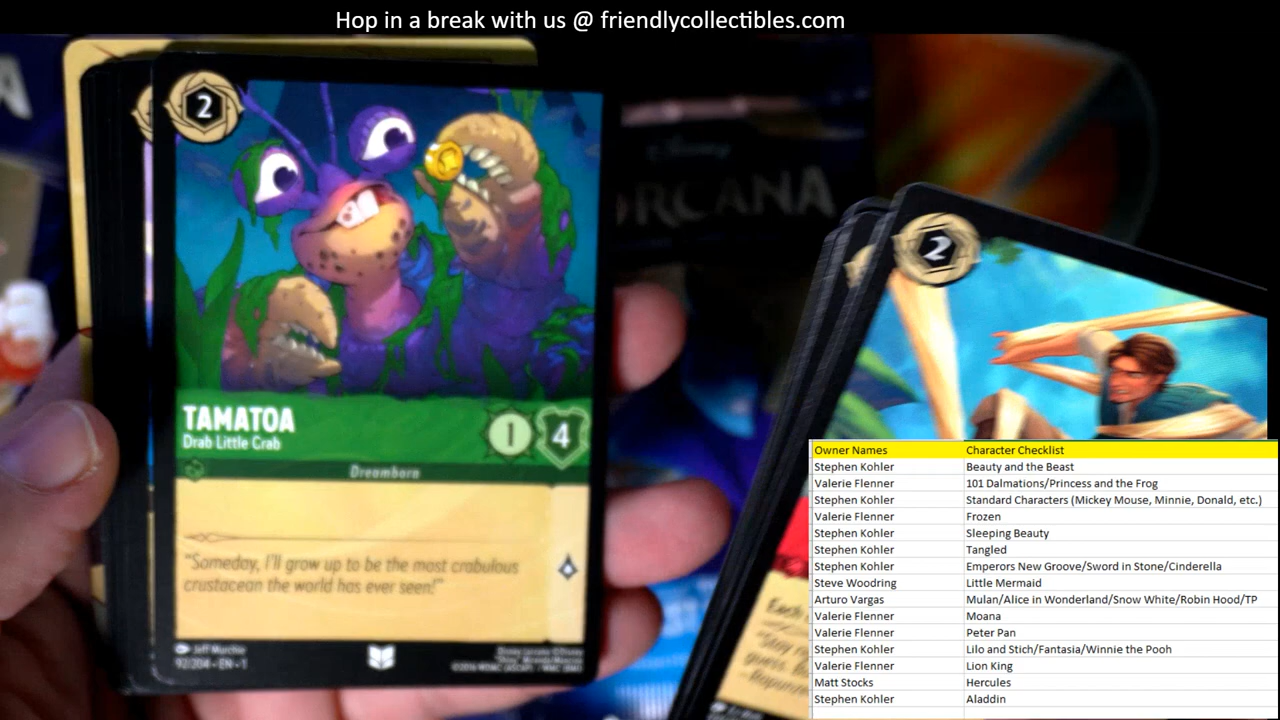 Hop in a break with us @ friendlycollectibles.com
2
TAMATOA
Drab Little Crab
1 4
Dreamborn
"Someday, I'll grow up to be the most crabulous
crustacean the world has ever seen!"
Jeff Murchie
92/204 - EN - 1
Disney
ORCANA
2
Each
Owner Names Character Checklist
Stephen Kohler Beauty and the Beast
Valerie Flenner 101 Dalmations/Princess and the Frog
Stephen Kohler Standard Characters (Mickey Mouse, Minnie, Donald, etc.)
Valerie Flenner Frozen
Stephen Kohler Sleeping Beauty
Stephen Kohler Tangled
Stephen Kohler Emperors New Groove/Sword in Stone/Cinderella
Steve Woodring Little Mermaid
Arturo Vargas Mulan/Alice in Wonderland/Snow White/Robin Hood/TP
Valerie Flenner Moana
Valerie Flenner Peter Pan
Stephen Kohler Lilo and Stich/Fantasia/Winnie the Pooh
Valerie Flenner Lion King
Matt Stocks Hercules
Stephen Kohler Aladdin